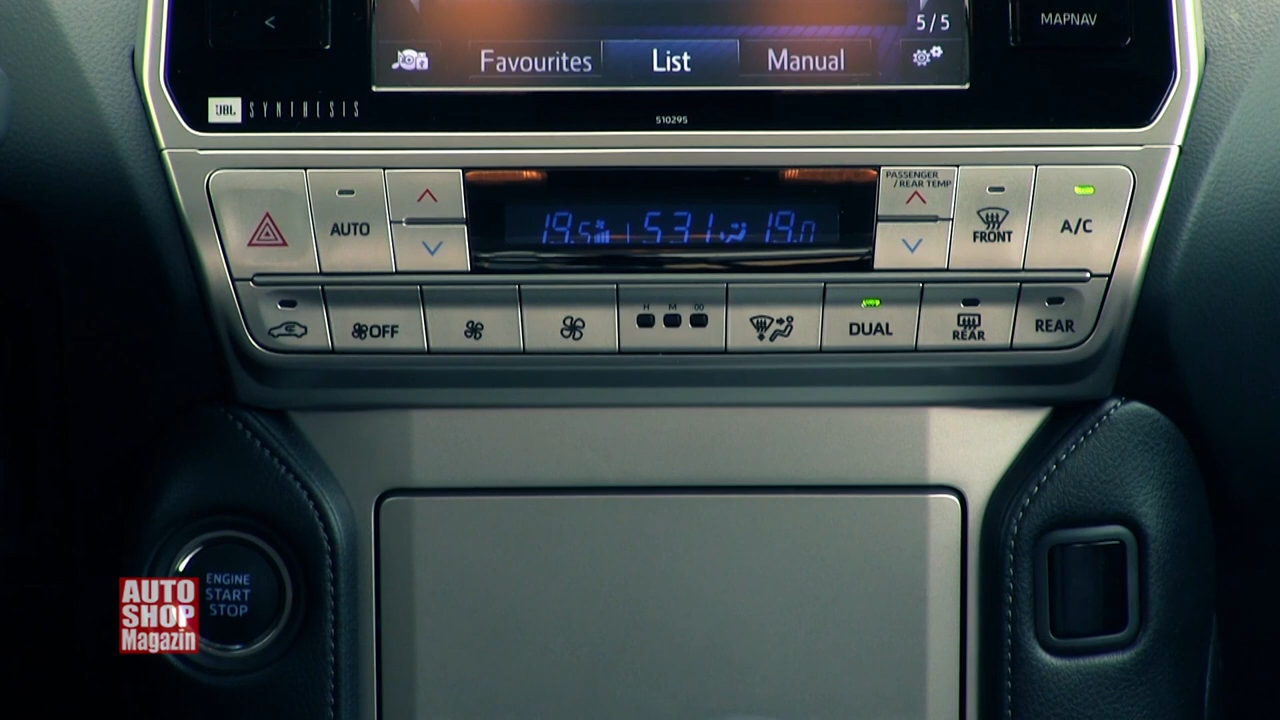 <
MAPNAV
5/5
Favourites List Manual
JBL SYNTHESIS
510295
AUTO
19.5 5 31 19.0
PASSENGER
/REAR TEMP
FRONT
A/C
OFF
H M 00
DUAL
REAR
REAR
ENGINE
START
STOP
AUTO
SHOP
Magazin